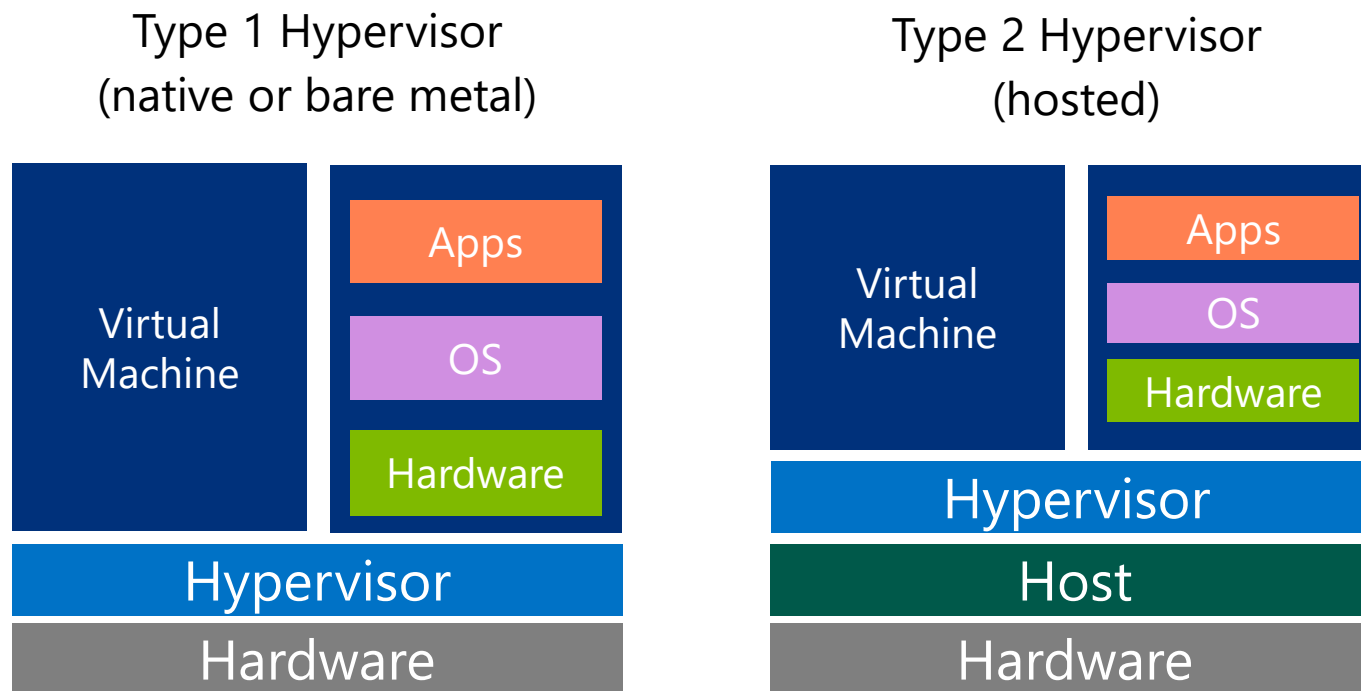 Type 1 Hypervisor
(native or bare metal)
Virtual
Machine
Apps
OS
Hardware
Hypervisor
Hardware
Type 2 Hypervisor
(hosted)
Virtual
Machine
Apps
OS
Hardware
Hypervisor
Host
Hardware